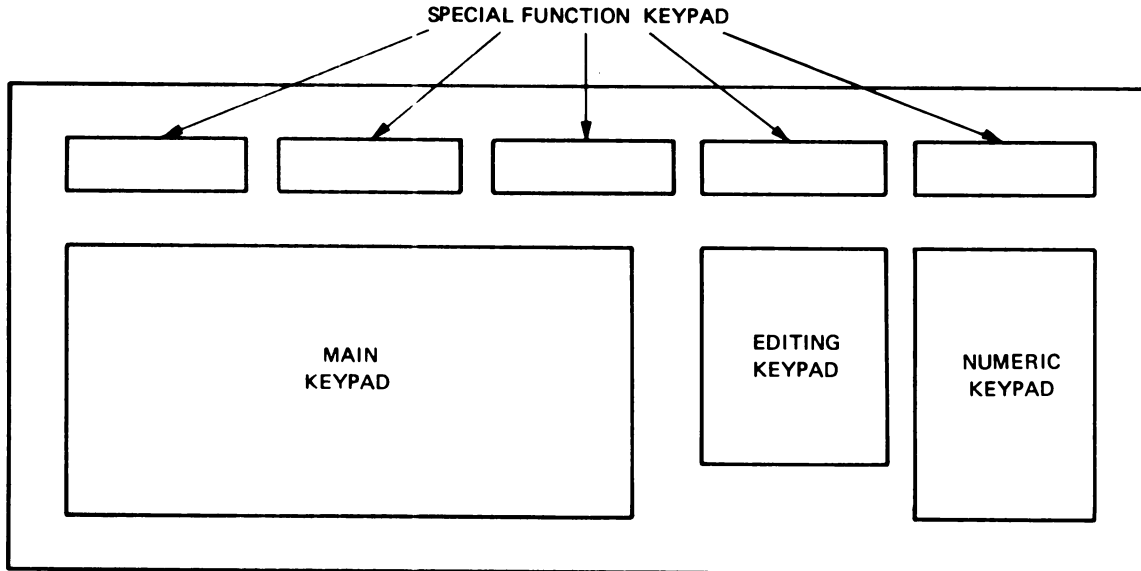 SPECIAL FUNCTION KEYPAD
MAIN
KEYPAD
EDITING
KEYPAD
NUMERIC
KEYPAD